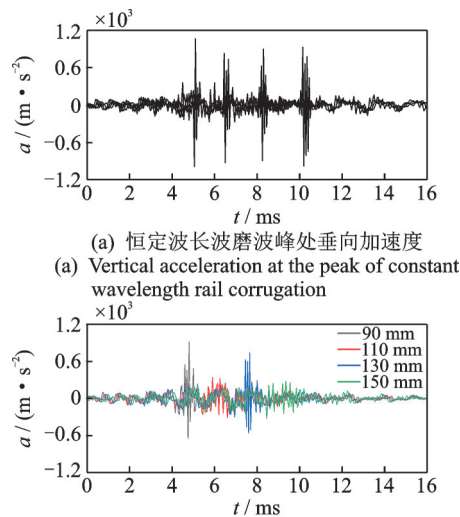 ×10³
1.2
0.6
0
−0.6
−1.2
a / (m·s⁻²)
0 2 4 6 8 10 12 14 16
t / ms
(a) 恒定波长波磨波峰处垂向加速度
(a) Vertical acceleration at the peak of constant
wavelength rail corrugation
×10³
1.2
0.6
0
−0.6
−1.2
a / (m·s⁻²)
90 mm
110 mm
130 mm
150 mm
0 2 4 6 8 10 12 14 16
t / ms